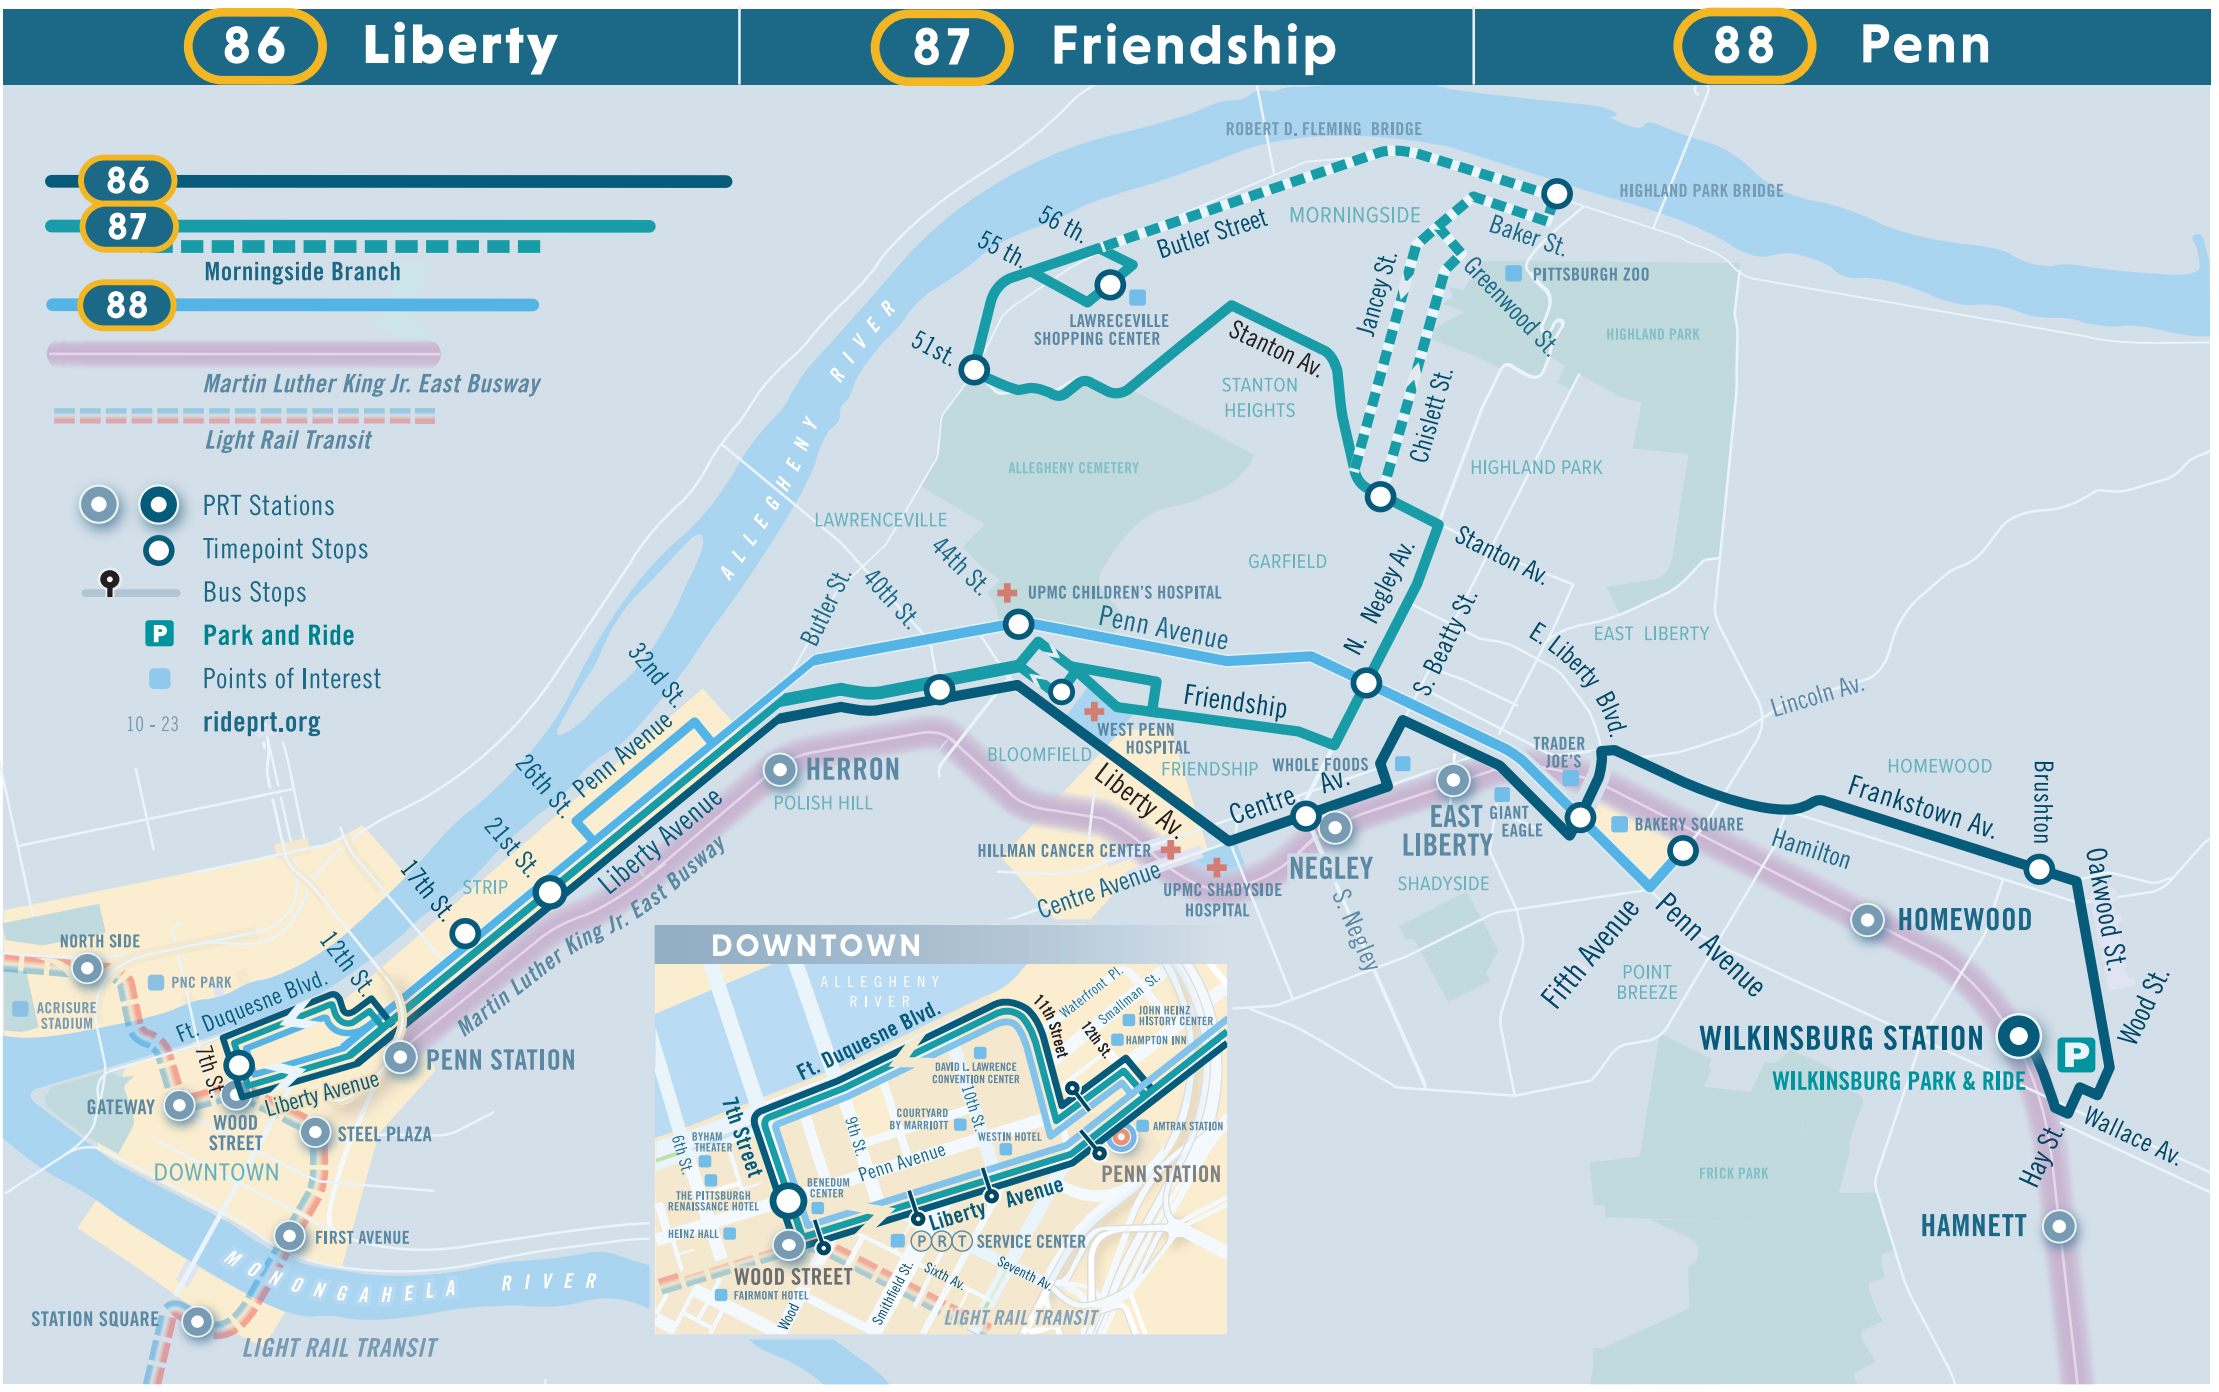 86 Liberty
87 Friendship
88 Penn
86
87
Morningside Branch
88
Martin Luther King Jr. East Busway
Light Rail Transit
PRT Stations
Timepoint Stops
Bus Stops
P Park and Ride
Points of Interest
10 - 23 rideprt.org
ROBERT D. FLEMING BRIDGE
HIGHLAND PARK BRIDGE
MORNINGSIDE
56 th.
55 th.
Butler Street
Baker St.
Jancey St.
Greenwood St.
PITTSBURGH ZOO
HIGHLAND PARK
LAWRECEVILLE
SHOPPING CENTER
51st.
Stanton Av.
STANTON
HEIGHTS
Chislett St.
HIGHLAND PARK
ALLEGHENY RIVER
ALLEGHENY CEMETERY
LAWRENCEVILLE
44th St.
40th St.
Butler St.
GARFIELD
Stanton Av.
N. Negley Av.
UPMC CHILDREN'S HOSPITAL
Penn Avenue
S. Beatty St.
E. Liberty Blvd.
EAST LIBERTY
Lincoln Av.
32nd St.
Penn Avenue
26th St.
21st St.
17th St.
12th St.
STRIP
Liberty Avenue
Martin Luther King Jr. East Busway
HERRON
POLISH HILL
BLOOMFIELD
Friendship
WEST PENN
HOSPITAL
FRIENDSHIP
WHOLE FOODS
Liberty Av.
Centre Av.
HILLMAN CANCER CENTER
Centre Avenue
UPMC SHADYSIDE
HOSPITAL
NEGLEY
S. Negley
EAST
LIBERTY
GIANT
EAGLE
TRADER
JOE'S
SHADYSIDE
BAKERY SQUARE
HOMEWOOD
Frankstown Av.
Hamilton
Brushton
Oakwood St.
HOMEWOOD
Fifth Avenue
Penn Avenue
POINT
BREEZE
Wood St.
WILKINSBURG STATION
P
WILKINSBURG PARK & RIDE
Wallace Av.
Hay St.
FRICK PARK
HAMNETT
NORTH SIDE
PNC PARK
ACRISURE
STADIUM
Ft. Duquesne Blvd.
7th St.
PENN STATION
Liberty Avenue
GATEWAY
WOOD
STREET
STEEL PLAZA
DOWNTOWN
FIRST AVENUE
MONONGAHELA RIVER
STATION SQUARE
LIGHT RAIL TRANSIT
DOWNTOWN
ALLEGHENY
RIVER
Ft. Duquesne Blvd.
11th Street
Waterfront Pl.
Smallman St.
12th St.
JOHN HEINZ
HISTORY CENTER
HAMPTON INN
DAVID L. LAWRENCE
CONVENTION CENTER
10th St.
COURTYARD
BY MARRIOTT
WESTIN HOTEL
AMTRAK STATION
PENN STATION
7th Street
6th St.
9th St.
BYHAM
THEATER
Penn Avenue
THE PITTSBURGH
RENAISSANCE HOTEL
BENEDUM
CENTER
HEINZ HALL
Liberty Avenue
PRT SERVICE CENTER
WOOD STREET
FAIRMONT HOTEL
Wood
Smithfield St.
Sixth Av.
Seventh Av.
LIGHT RAIL TRANSIT